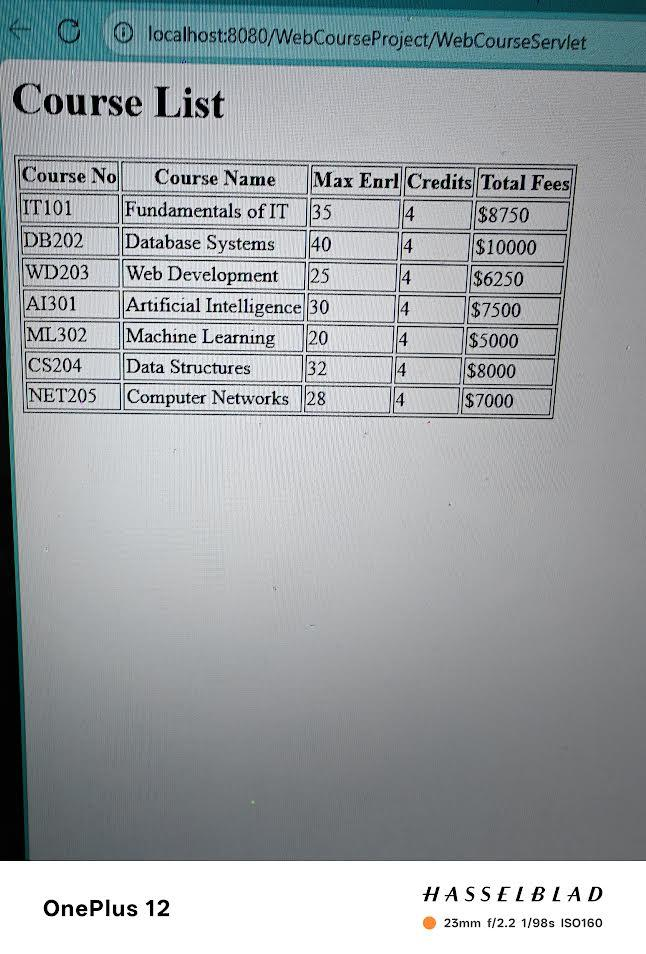 localhost:8080/WebCourseProject/WebCourseServlet
Course List
Course No Course Name Max Enrl Credits Total Fees
IT101 Fundamentals of IT 35 4 $8750
DB202 Database Systems 40 4 $10000
WD203 Web Development 25 4 $6250
AI301 Artificial Intelligence 30 4 $7500
ML302 Machine Learning 20 4 $5000
CS204 Data Structures 32 4 $8000
NET205 Computer Networks 28 4 $7000
OnePlus 12
HASSELBLAD
23mm f/2.2 1/98s ISO160